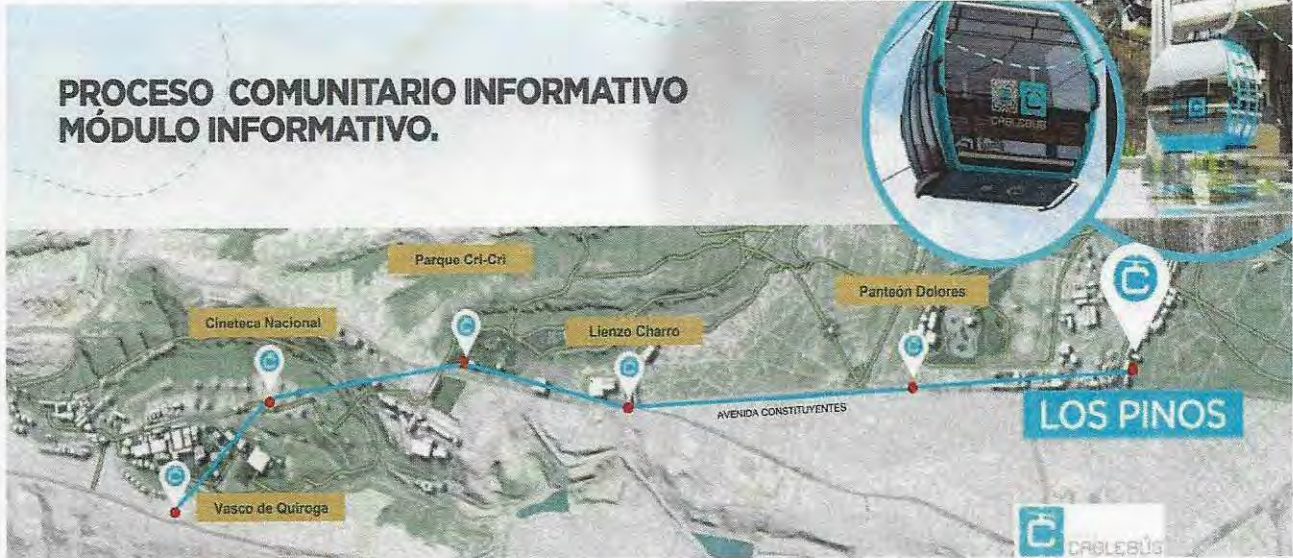 PROCESO COMUNITARIO INFORMATIVO
MÓDULO INFORMATIVO.
CABLEBÚS
Parque Cri-Cri
Panteón Dolores
Cineteca Nacional
Lienzo Charro
AVENIDA CONSTITUYENTES
LOS PINOS
Vasco de Quiroga
CABLEBÚS